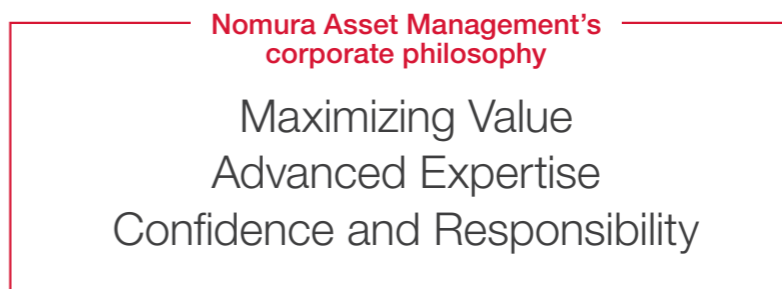 Nomura Asset Management’s
corporate philosophy
Maximizing Value
Advanced Expertise
Confidence and Responsibility